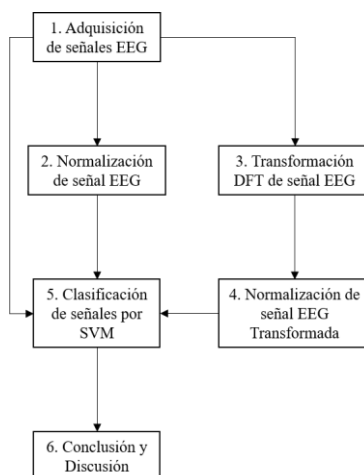 1. Adquisición
de señales EEG
2. Normalización
de señal EEG
3. Transformación
DFT de señal EEG
5. Clasificación
de señales por
SVM
4. Normalización de
señal EEG
Transformada
6. Conclusión y
Discusión